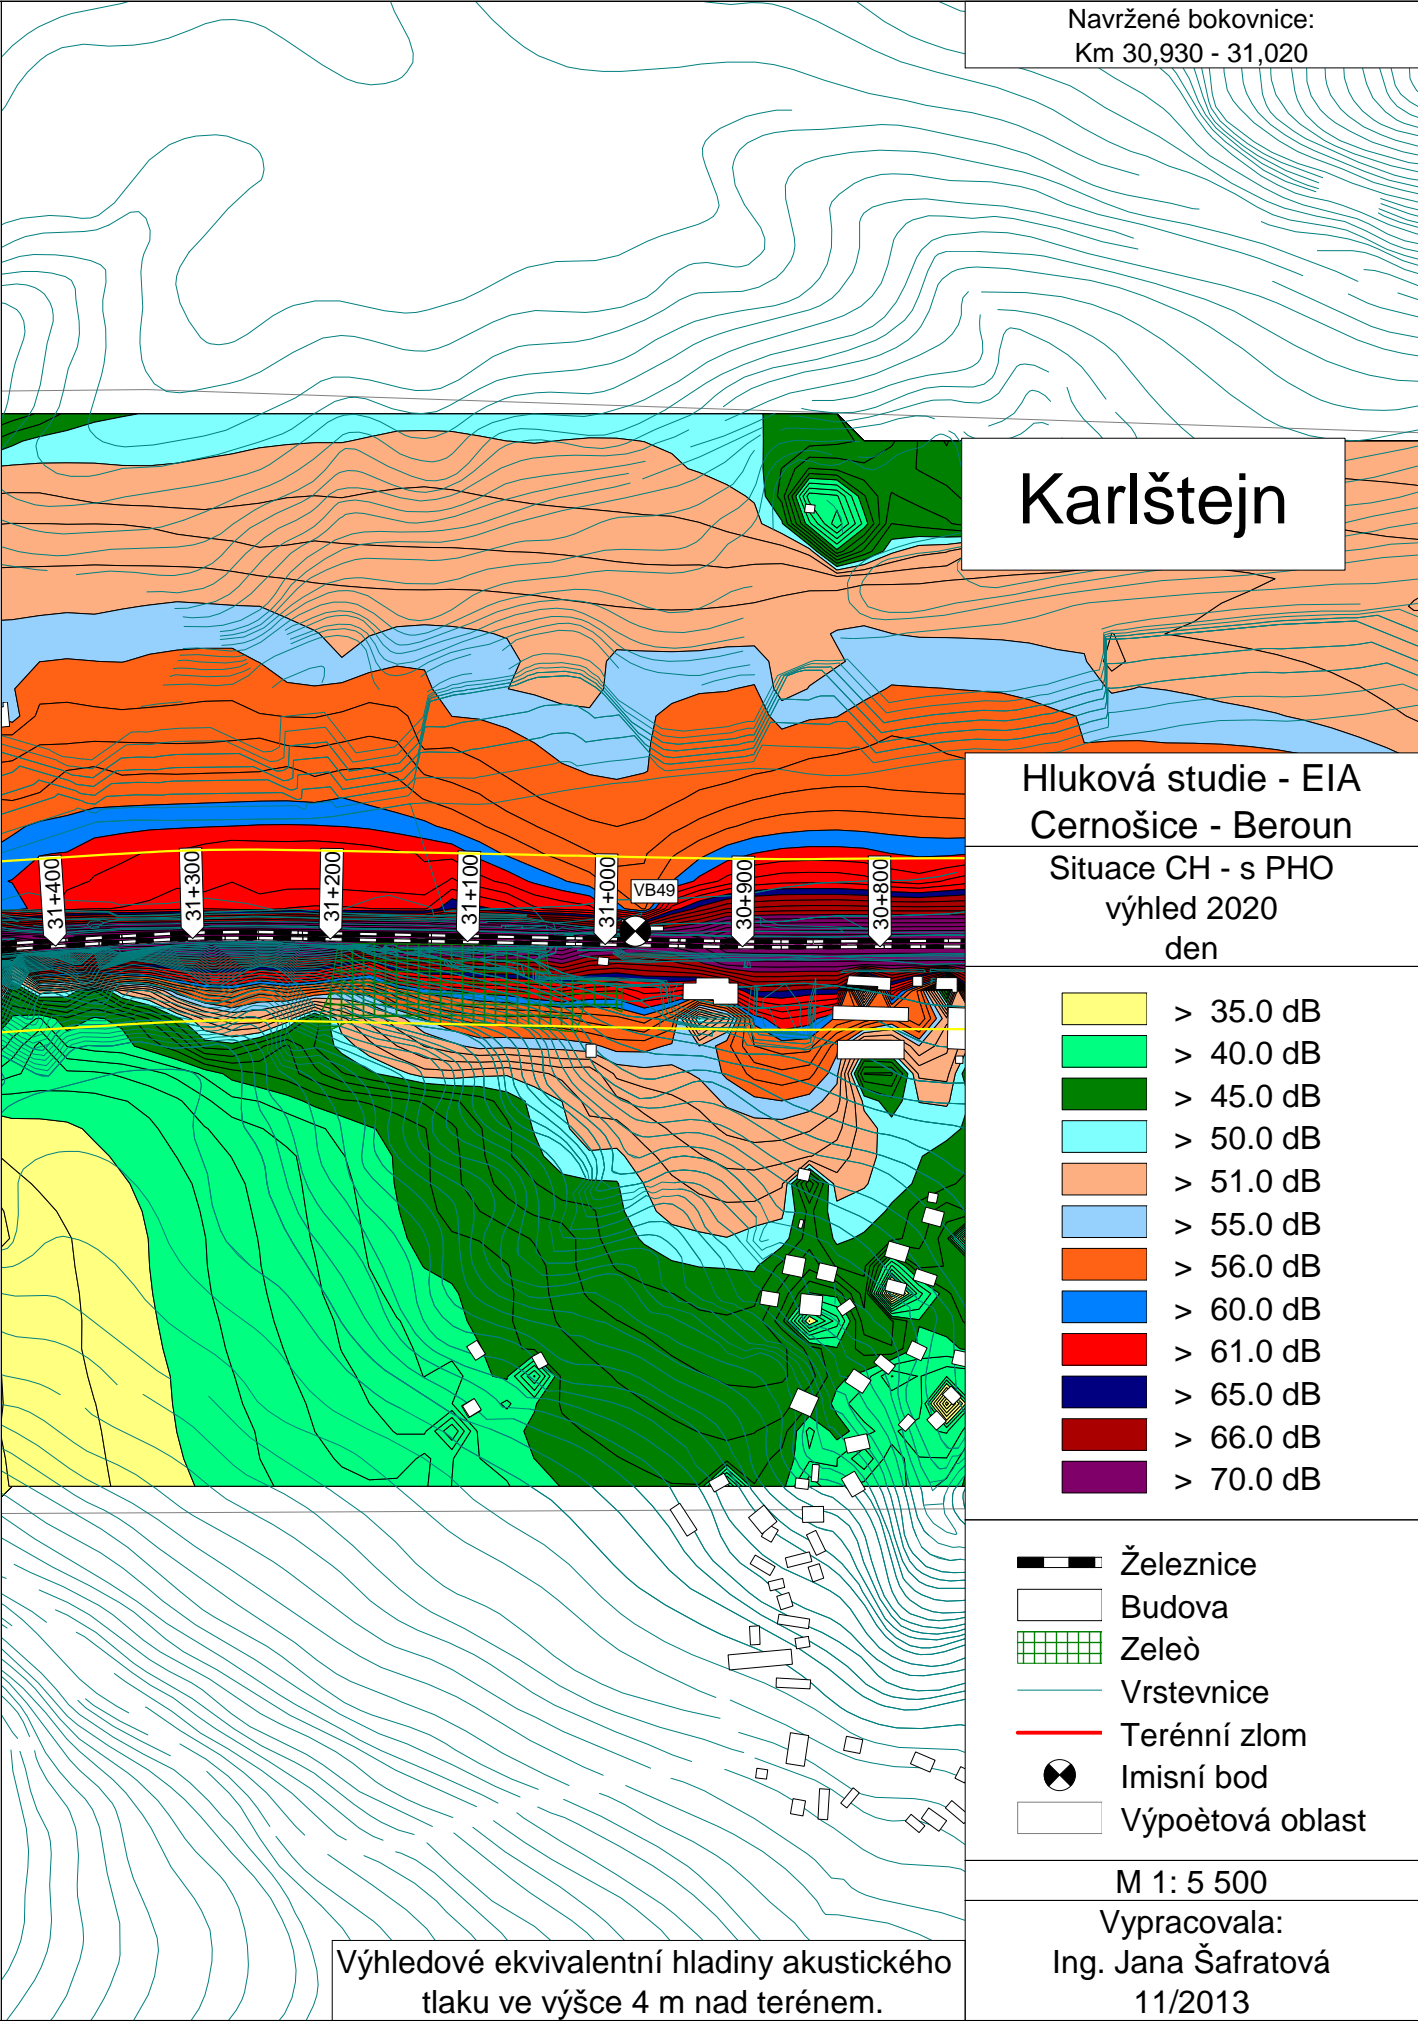 Navržené bokovnice:
Km 30,930 - 31,020
Karlštejn
Hluková studie - EIA
Cernošice - Beroun
Situace CH - s PHO
výhled 2020
den
31+400
31+300
31+200
31+100
31+000
VB49
30+900
30+800
> 35.0 dB
> 40.0 dB
> 45.0 dB
> 50.0 dB
> 51.0 dB
> 55.0 dB
> 56.0 dB
> 60.0 dB
> 61.0 dB
> 65.0 dB
> 66.0 dB
> 70.0 dB
Železnice
Budova
Zeleò
Vrstevnice
Terénní zlom
Imisní bod
Výpoètová oblast
M 1: 5 500
Vypracovala:
Ing. Jana Šafratová
11/2013
Výhledové ekvivalentní hladiny akustického
tlaku ve výšce 4 m nad terénem.